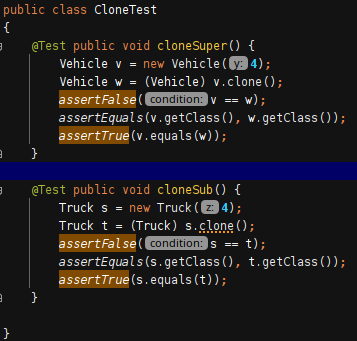 public class CloneTest
{
@Test public void cloneSuper() {
Vehicle v = new Vehicle( y: 4);
Vehicle w = (Vehicle) v.clone();
assertFalse( condition: v == w);
assertEquals(v.getClass(), w.getClass());
assertTrue(v.equals(w));
}
@Test public void cloneSub() {
Truck s = new Truck( z: 4);
Truck t = (Truck) s.clone();
assertFalse( condition: s == t);
assertEquals(s.getClass(), t.getClass());
assertTrue(s.equals(t));
}
}